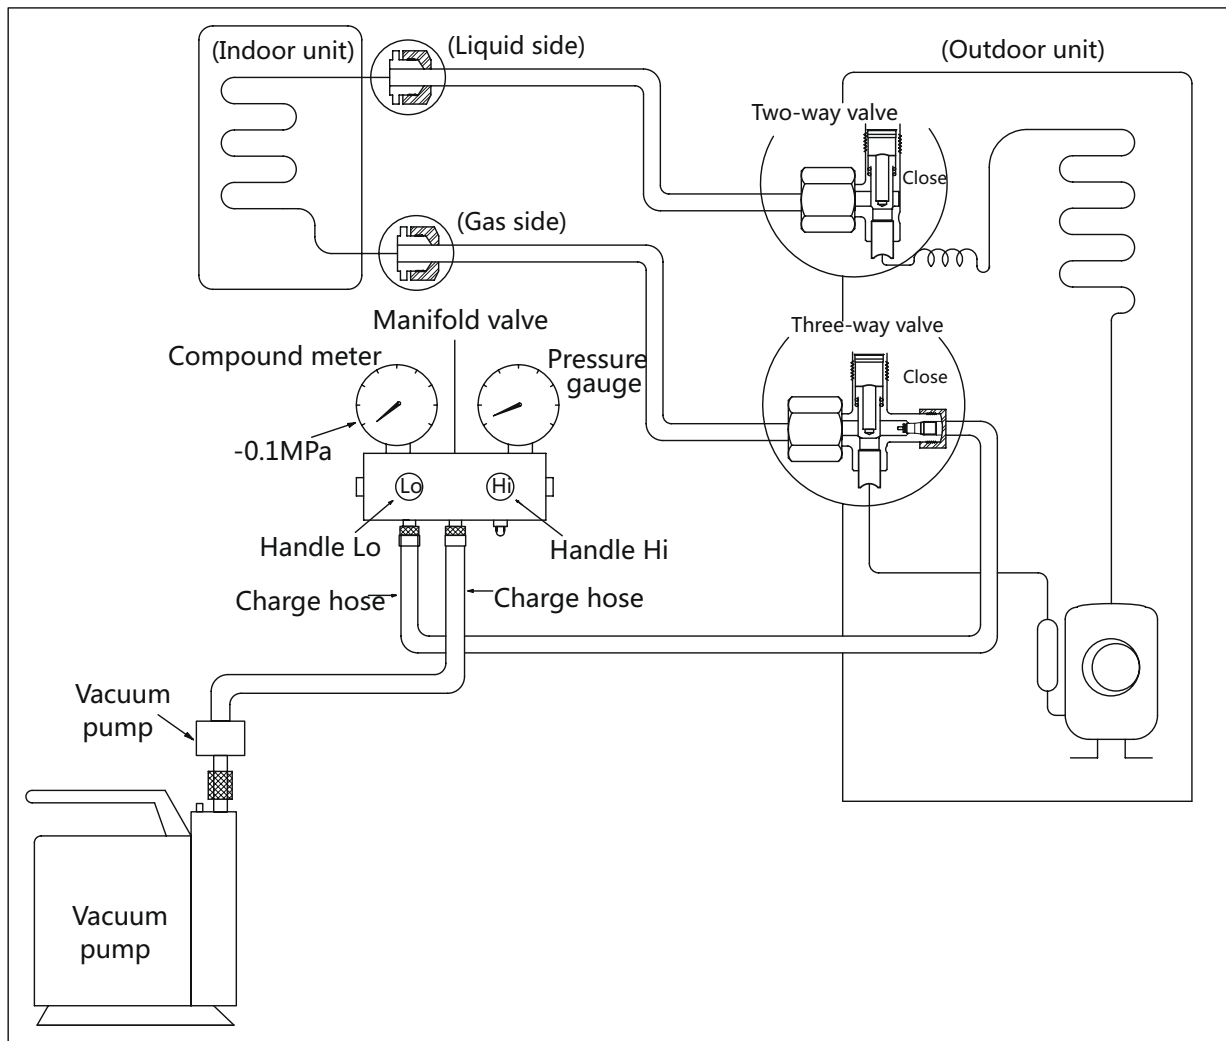 (Indoor unit)
(Liquid side)
(Outdoor unit)
Two-way valve
Close
(Gas side)
Manifold valve
Three-way valve
Compound meter
Pressure
gauge
Close
-0.1MPa
Lo
Hi
Handle Lo
Handle Hi
Charge hose
Charge hose
Vacuum
pump
Vacuum
pump